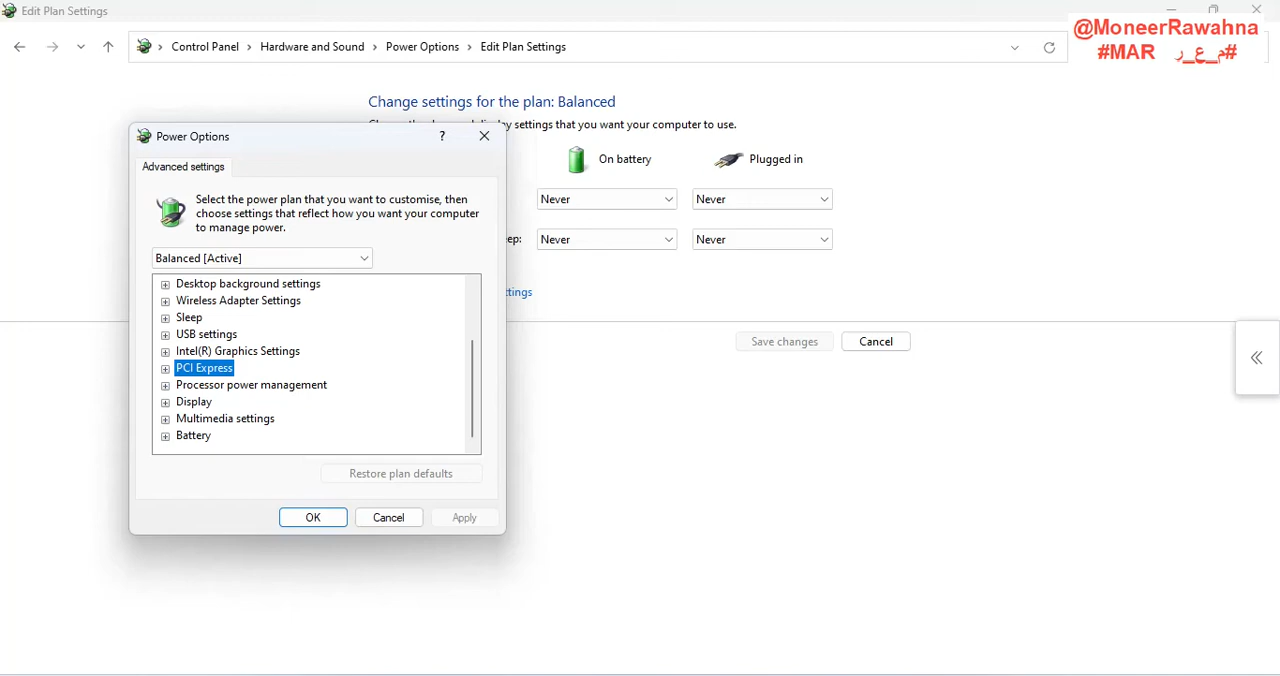 Edit Plan Settings
@MoneerRawahna
#MAR #م_ع_ر
Control Panel > Hardware and Sound > Power Options > Edit Plan Settings
Change settings for the plan: Balanced
display settings that you want your computer to use.
Power Options
?
Advanced settings
Select the power plan that you want to customise, then
choose settings that reflect how you want your computer
to manage power.
Balanced [Active]
Desktop background settings
Wireless Adapter Settings
Sleep
USB settings
Intel(R) Graphics Settings
PCI Express
Processor power management
Display
Multimedia settings
Battery
Restore plan defaults
OK Cancel Apply
On battery Plugged in
Never Never
eep: Never Never
ttings
Save changes Cancel